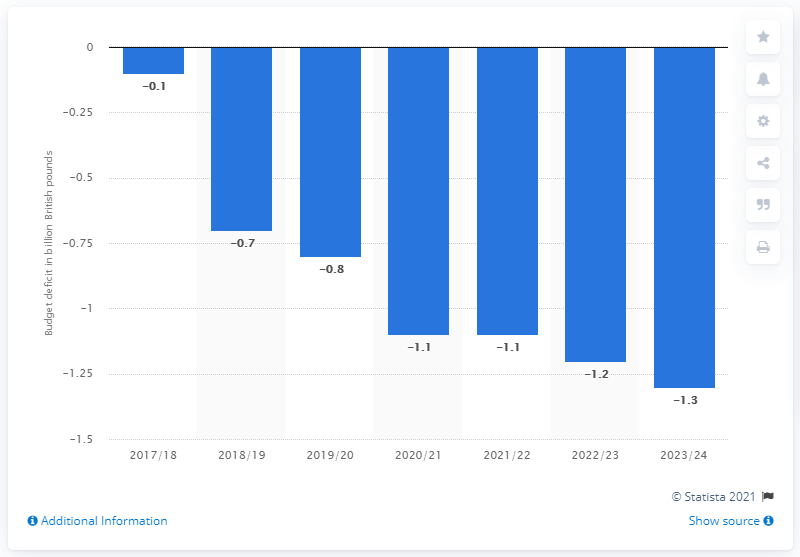 0
−0.25
−0.5
−0.75
−1
−1.25
−1.5
Budget deficit in billion British pounds
−0.1
−0.7
−0.8
−1.1
−1.1
−1.2
−1.3
2017/18 2018/19 2019/20 2020/21 2021/22 2022/23 2023/24
© Statista 2021
Additional Information
Show source